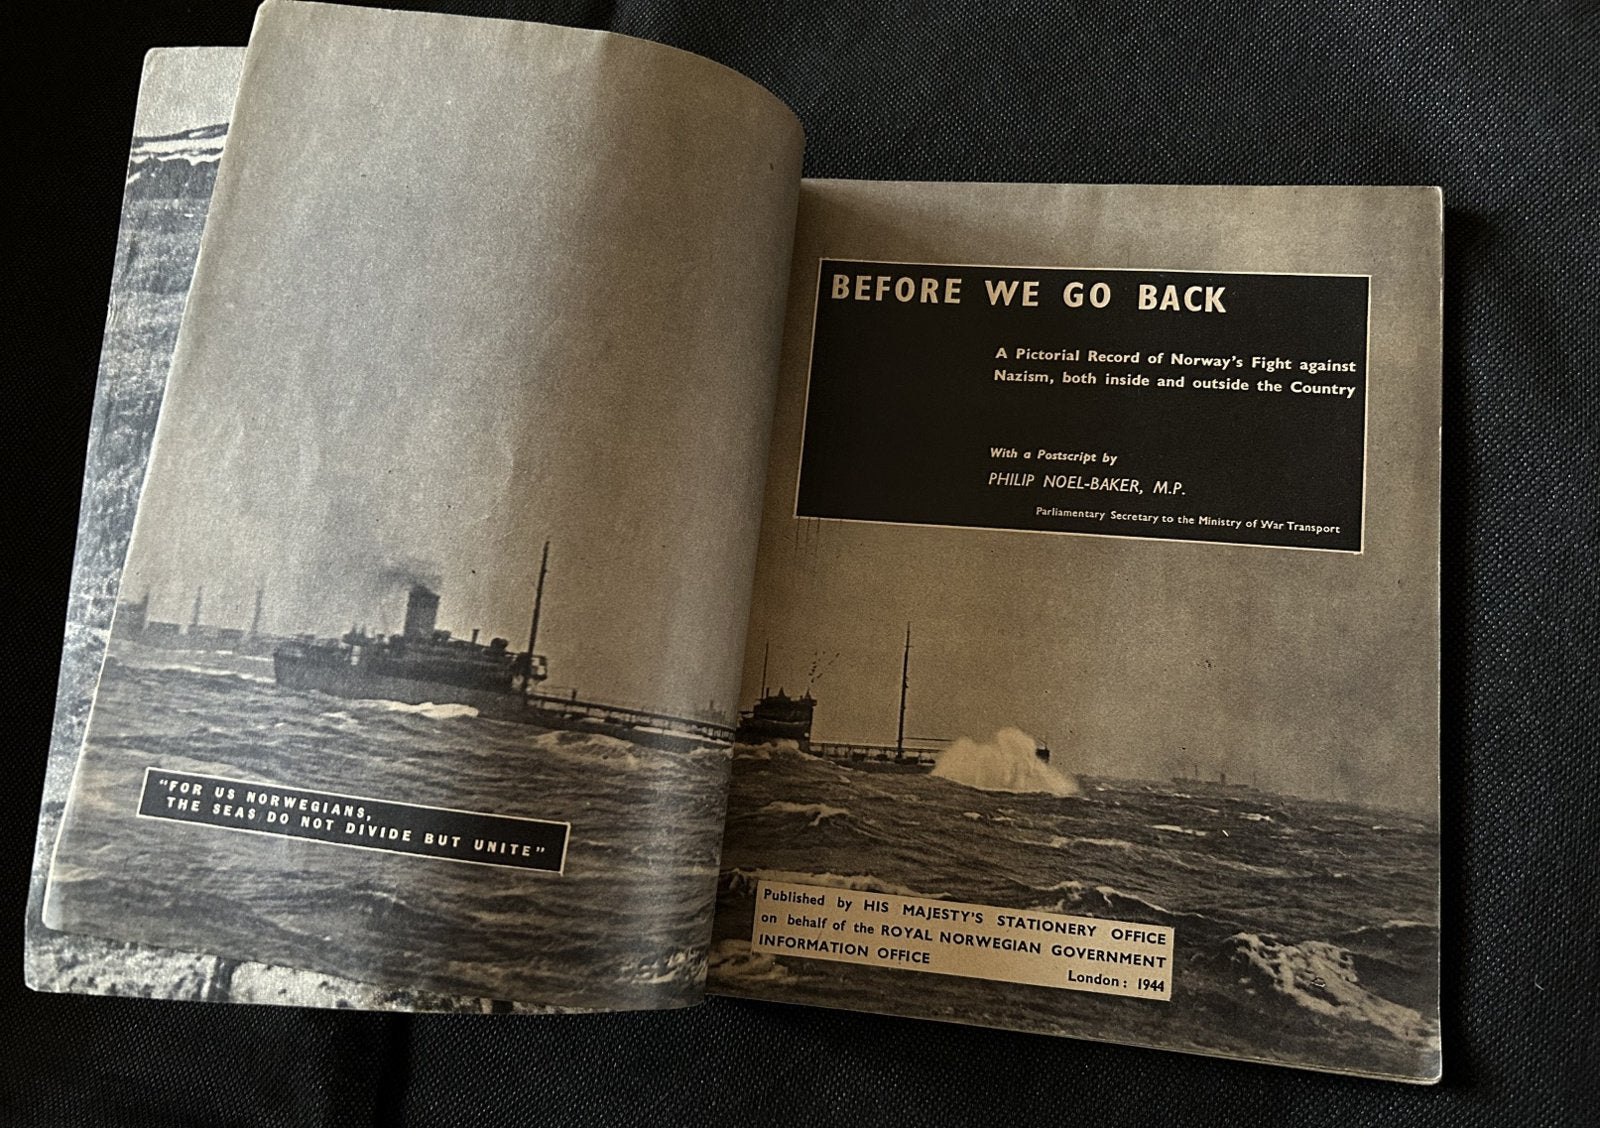 "FOR US NORWEGIANS,
THE SEAS DO NOT DIVIDE BUT UNITE"
BEFORE WE GO BACK
A Pictorial Record of Norway's Fight against
Nazism, both inside and outside the Country
With a Postscript by
PHILIP NOEL-BAKER, M.P.
Parliamentary Secretary to the Ministry of War Transport
Published by HIS MAJESTY'S STATIONERY OFFICE
on behalf of the ROYAL NORWEGIAN GOVERNMENT
INFORMATION OFFICE
London: 1944